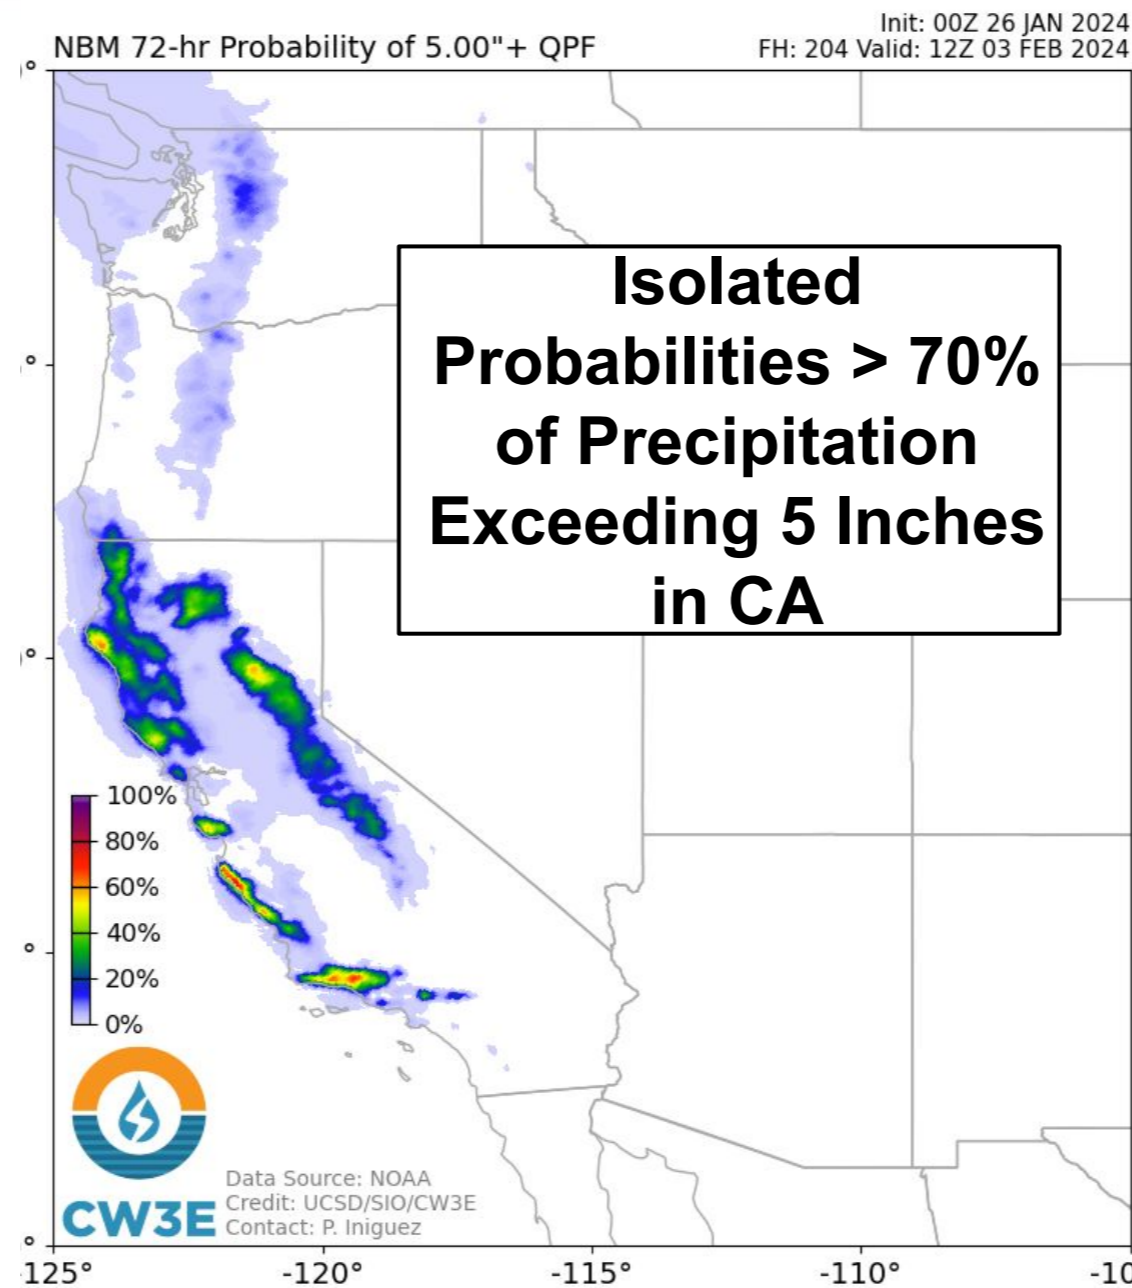 Init: 00Z 26 JAN 2024
NBM 72-hr Probability of 5.00"+ QPF
FH: 204 Valid: 12Z 03 FEB 2024
Isolated
Probabilities > 70%
of Precipitation
Exceeding 5 Inches
in CA
100%
80%
60%
40%
20%
0%
CW3E
Data Source: NOAA
Credit: UCSD/SIO/CW3E
Contact: P. Iniguez
125° -120° -115° -110° -10